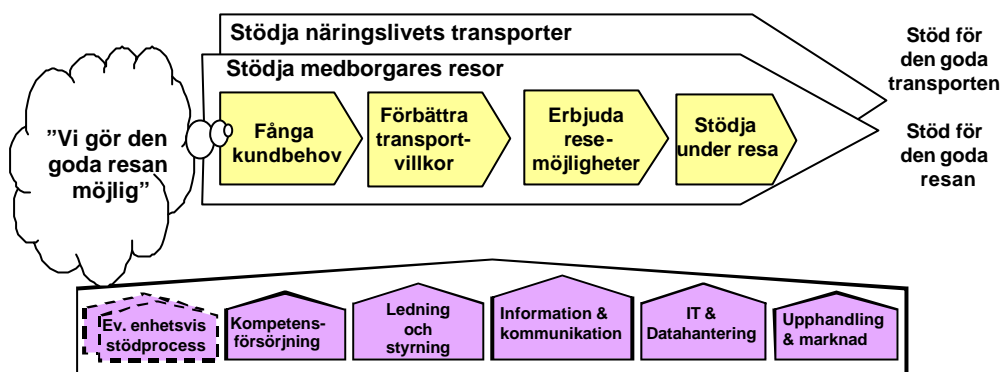 Stödja näringslivets transporter
Stödja medborgares resor
”Vi gör den
goda resan
möjlig”
Fånga
kundbehov
Förbättra
transport-
villkor
Erbjuda
rese-
möjligheter
Stödja
under resa
Stöd för
den goda
transporten
Stöd för
den goda
resan
Ev. enhetsvis
stödprocess
Kompetens-
försörjning
Ledning
och
styrning
Information &
kommunikation
IT &
Datahantering
Upphandling
& marknad